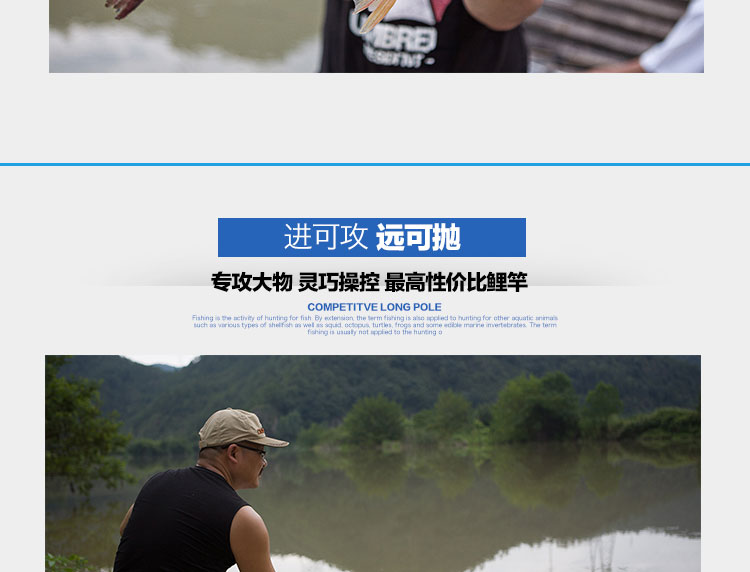 UMBREI
进可攻 远可抛
专攻大物 灵巧操控 最高性价比鲤竿
COMPETITVE LONG POLE
Fishing is the activity of hunting for fish. By extension, the term fishing is also applied to hunting for other aquatic animals
such as various types of shellfish as well as squid, octopus, turtles, frogs and some edible marine invertebrates. The term
fishing is usually not applied to the hunting o